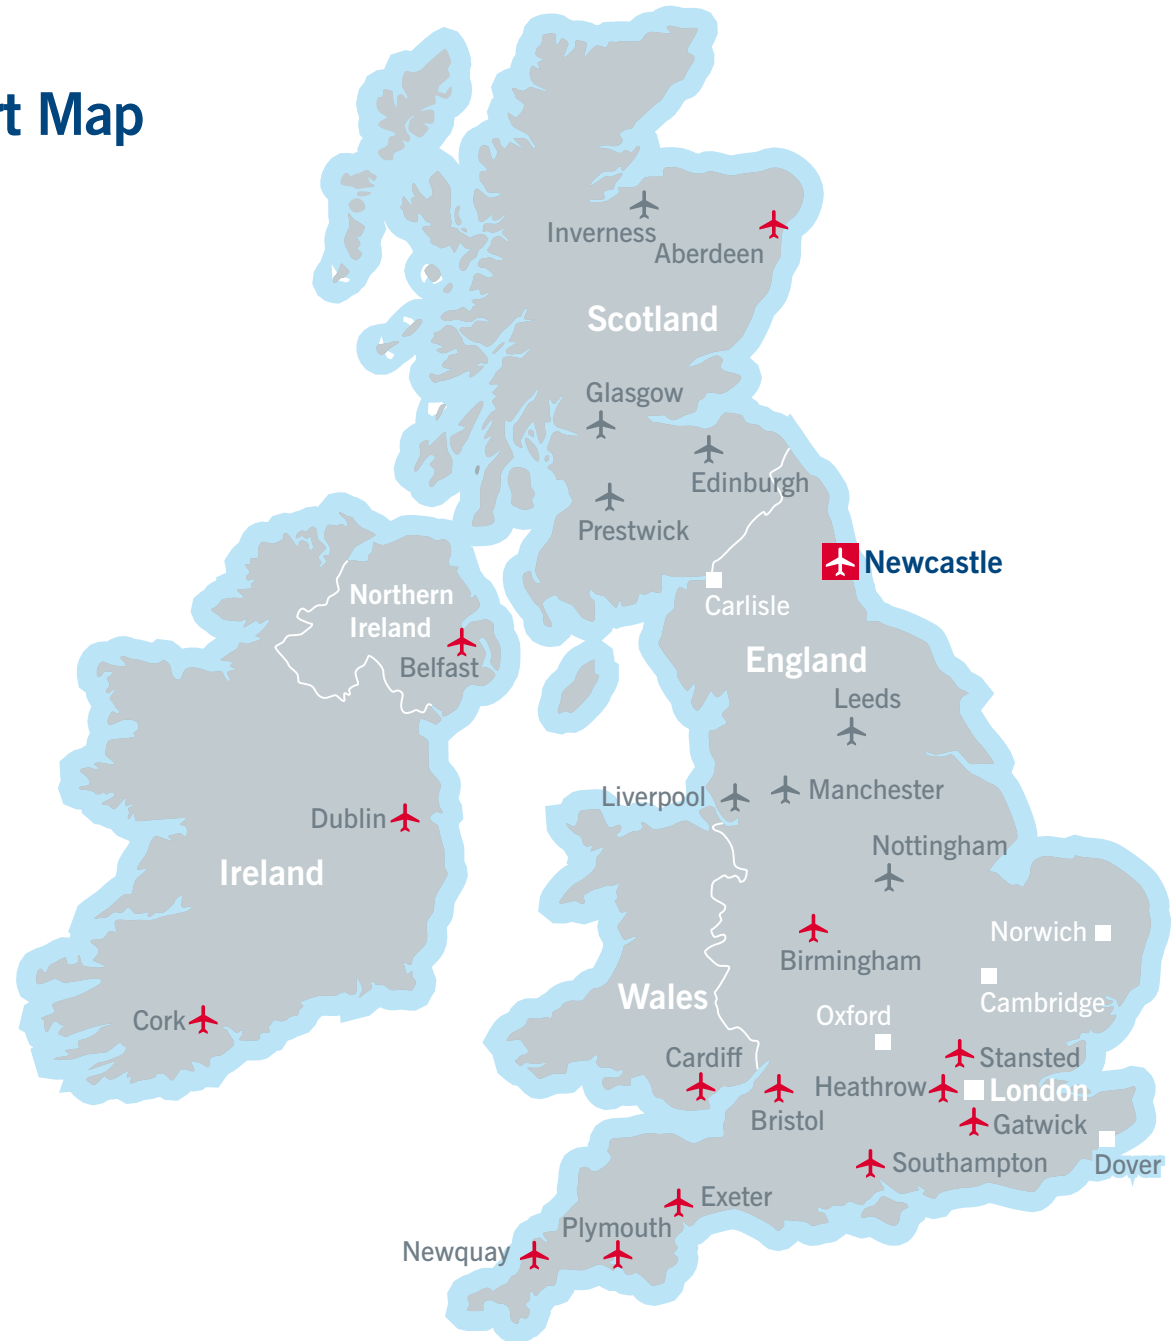 rt Map
Inverness
Aberdeen
Scotland
Glasgow
Edinburgh
Prestwick
Newcastle
Northern
Ireland
Carlisle
Belfast
England
Leeds
Liverpool
Manchester
Dublin
Nottingham
Ireland
Norwich
Birmingham
Wales
Cambridge
Oxford
Cork
Cardiff
Stansted
Heathrow
London
Bristol
Gatwick
Southampton
Dover
Exeter
Plymouth
Newquay